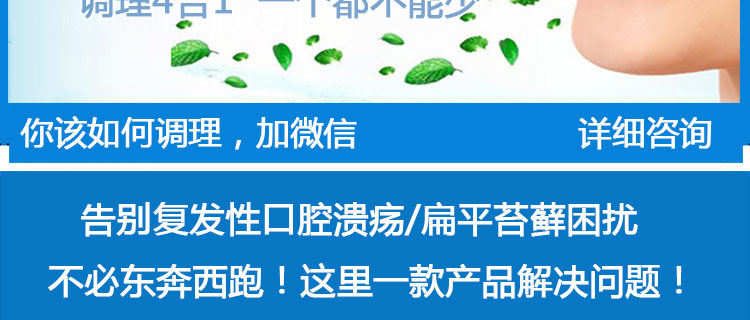 调理4合1 一个都不能少
你该如何调理，加微信 详细咨询
告别复发性口腔溃疡/扁平苔藓困扰
不必东奔西跑！这里一款产品解决问题！